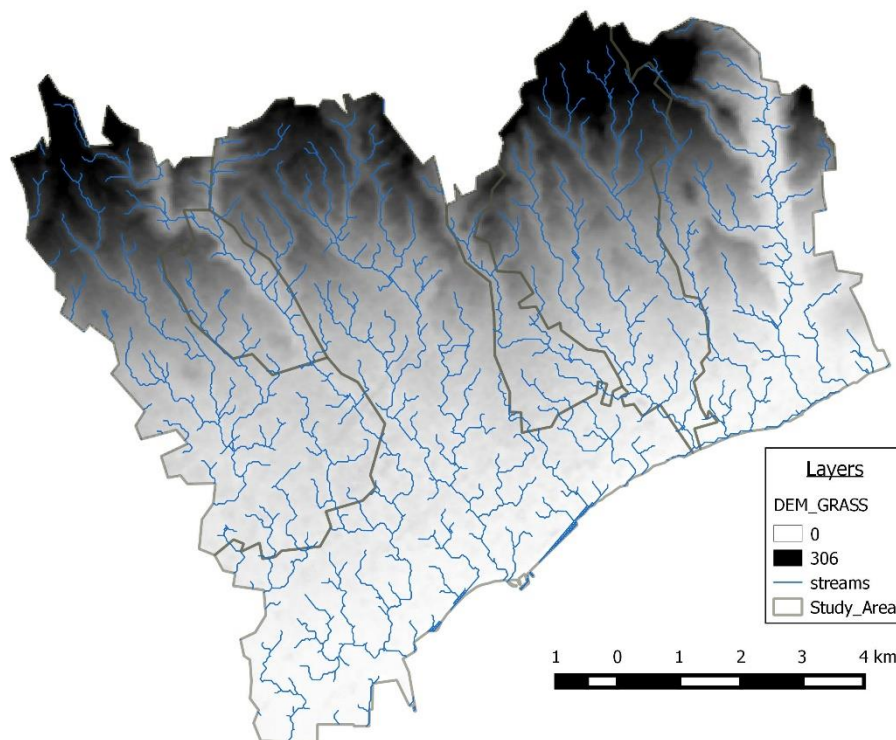 Layers
DEM_GRASS
0
306
streams
Study_Area
1 0 1 2 3 4 km